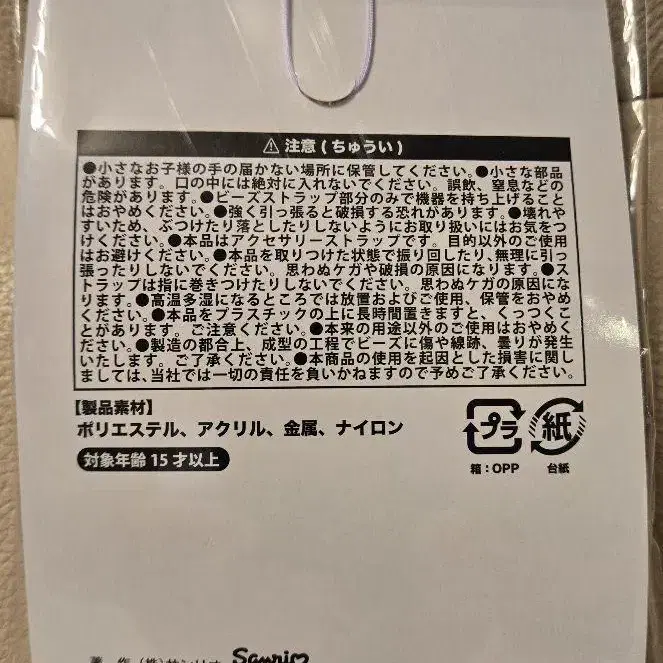 ⚠ 注意(ちゅうい)
●小さなお子様の手の届かない場所に保管してください。●小さな部品
があります。口の中には絶対に入れないでください。誤飲、窒息などの
危険があります。●ビーズストラップ部分のみで機器を持ち上げること
はおやめください。●強く引っ張ると破損する恐れがあります。●壊れや
すいため、ぶつけたり落としたりしないようにお取り扱いにはお気をつ
けください。●本品はアクセサリーストラップです。目的以外のご使用
はお避けください。●本品を取りつけた状態で振り回したり、無理に引っ
張ったりしないでください。思わぬケガや破損の原因になります。●ス
トラップは指に巻きつけたりしないでください。思わぬケガの原因にな
ります。●高温多湿になるところでは放置およびご使用、保管をおやめ
ください。●本品をプラスチックの上に長時間置きますと、くっつくこ
とがあります。ご注意ください。●本来の用途以外のご使用はおやめくだ
さい。●製造の都合上、成型の工程でビーズに傷や線跡、曇りが発生
いたします。ご了承ください。●本商品の使用を起因とした損害に関し
ましては、当社では一切の責任を負いかねますので予めご了承ください。
【製品素材】
ポリエステル、アクリル、金属、ナイロン
対象年齢15才以上
プラ 紙
箱:OPP 台紙
著作(株)サンリオ Sanrio